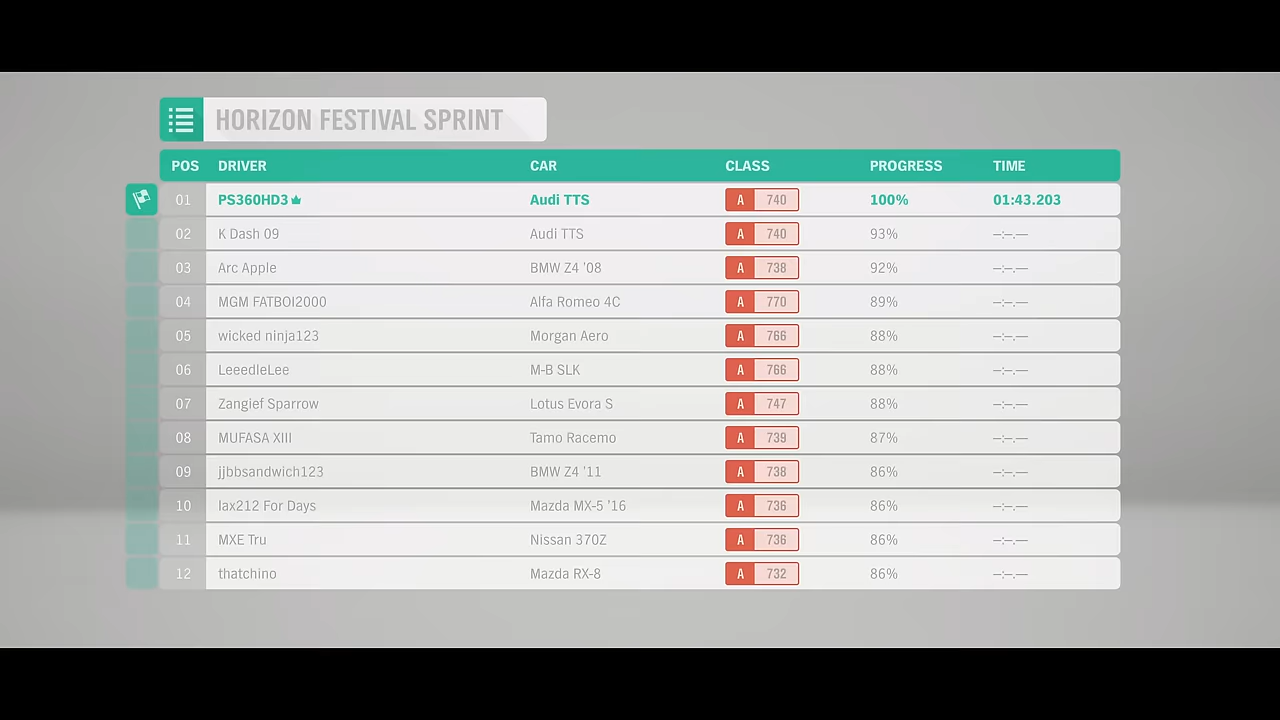 HORIZON FESTIVAL SPRINT
POS DRIVER CAR CLASS PROGRESS TIME
01 PS360HD3 Audi TTS A 740 100% 01:43.203
02 K Dash 09 Audi TTS A 740 93% --:--.---
03 Arc Apple BMW Z4 '08 A 738 92% --:--.---
04 MGM FATBOI2000 Alfa Romeo 4C A 770 89% --:--.---
05 wicked ninja123 Morgan Aero A 766 88% --:--.---
06 LeeedleLee M-B SLK A 766 88% --:--.---
07 Zangief Sparrow Lotus Evora S A 747 88% --:--.---
08 MUFASA XIII Tamo Racemo A 739 87% --:--.---
09 jjbbsandwich123 BMW Z4 '11 A 738 86% --:--.---
10 lax212 For Days Mazda MX-5 '16 A 736 86% --:--.---
11 MXE Tru Nissan 370Z A 736 86% --:--.---
12 thatchino Mazda RX-8 A 732 86% --:--.---